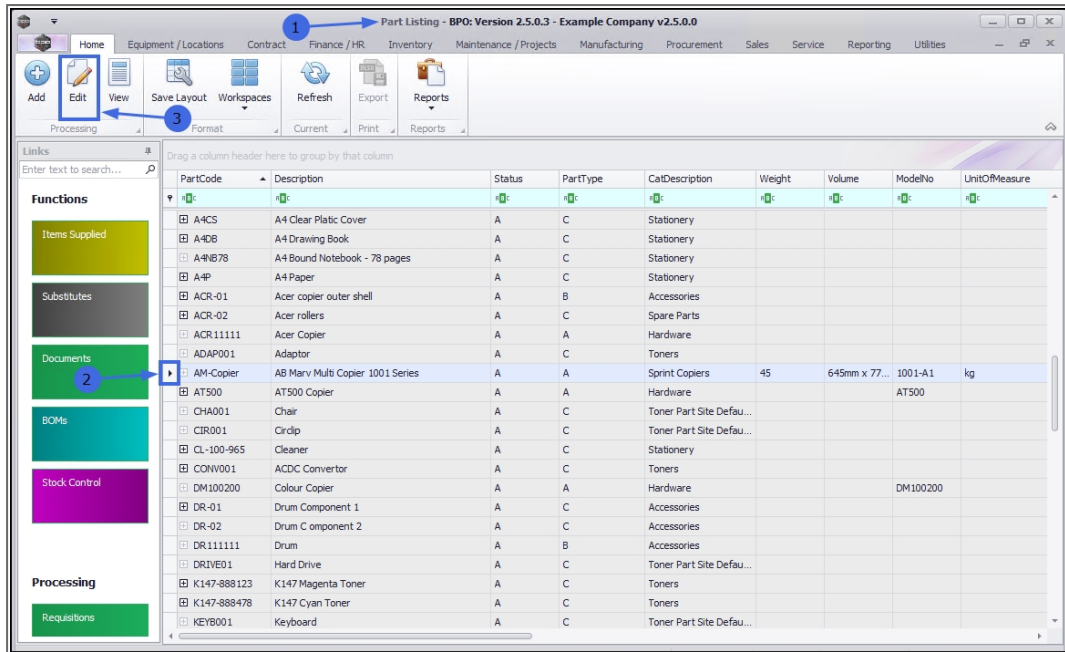 1
Part Listing - BPO: Version 2.5.0.3 - Example Company v2.5.0.0
Home Equipment / Locations Contract Finance / HR Inventory Maintenance / Projects Manufacturing Procurement Sales Service Reporting Utilities
Add Edit View Save Layout Workspaces Refresh Export Reports
3
Processing Format Current Print Reports
Links
Enter text to search...
Functions
Items Supplied
Substitutes
Documents
2
BOMs
Stock Control
Processing
Requisitions
Drag a column header here to group by that column
PartCode Description Status PartType CatDescription Weight Volume ModelNo UnitOfMeasure
A4CS A4 Clear Platic Cover A C Stationery
A4DB A4 Drawing Book A C Stationery
A4NB78 A4 Bound Notebook - 78 pages A C Stationery
A4P A4 Paper A C Stationery
ACR-01 Acer copier outer shell A B Accessories
ACR-02 Acer rollers A C Spare Parts
ACR11111 Acer Copier A A Hardware
ADAP001 Adaptor A C Toners
AM-Copier AB Marv Multi Copier 1001 Series A A Sprint Copiers 45 645mm x 77... 1001-A1 kg
AT500 AT500 Copier A A Hardware AT500
CHA001 Chair A C Toner Part Site Defau...
CIR001 Circlip A C Toner Part Site Defau...
CL-100-965 Cleaner A C Stationery
CONV001 ACDC Convertor A C Toners
DM100200 Colour Copier A A Hardware DM100200
DR-01 Drum Component 1 A C Accessories
DR-02 Drum C omponent 2 A C Accessories
DR111111 Drum A B Accessories
DRIVE01 Hard Drive A C Toner Part Site Defau...
K147-888123 K147 Magenta Toner A C Toners
K147-888478 K147 Cyan Toner A C Toners
KEYB001 Keyboard A C Toner Part Site Defau...